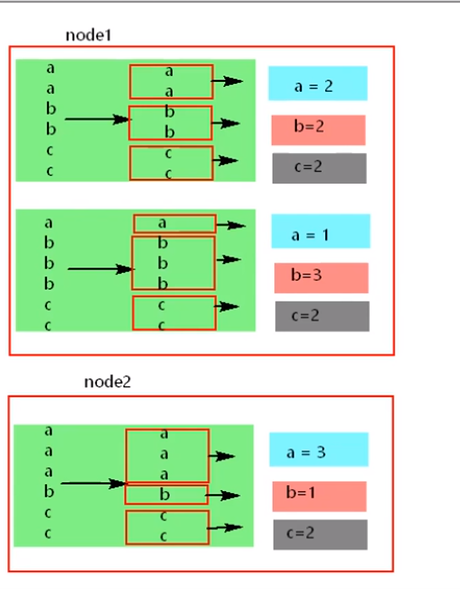 node1
a a
a a a = 2
b b
b b b=2
c c
c c c=2
a a
b b a = 1
b b
b b b=3
c c
c c c=2
node2
a a
a a a = 3
a a
b b b=1
c c
c c c=2